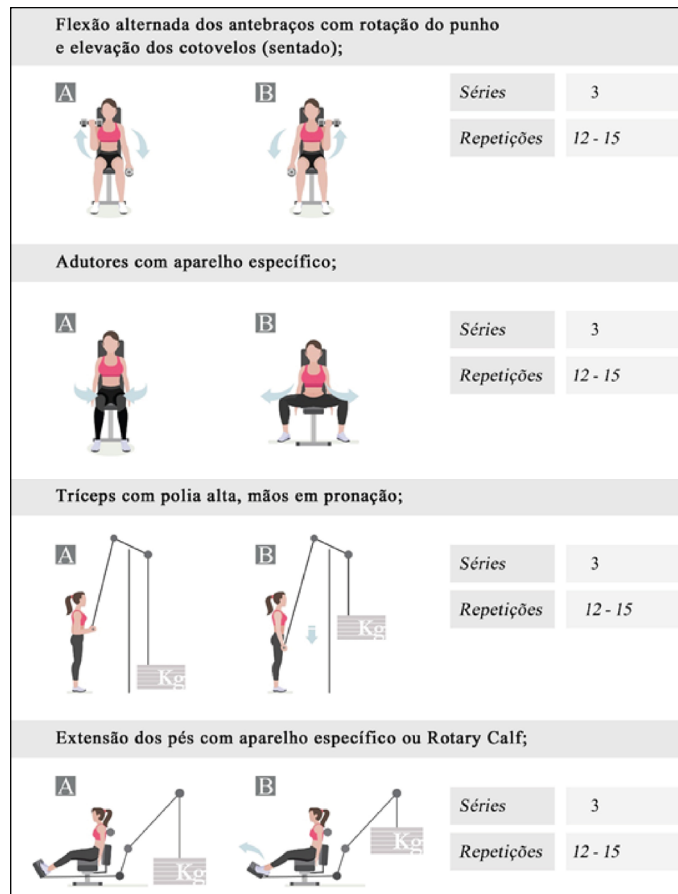 Flexão alternada dos antebraços com rotação do punho
e elevação dos cotovelos (sentado);
A
B
Séries 3
Repetições 12 - 15
Adutores com aparelho específico;
A
B
Séries 3
Repetições 12 - 15
Tríceps com polia alta, mãos em pronação;
A
B
Séries 3
Repetições 12 - 15
Kg
Kg
Extensão dos pés com aparelho específico ou Rotary Calf;
A
B
Séries 3
Repetições 12 - 15
Kg
Kg